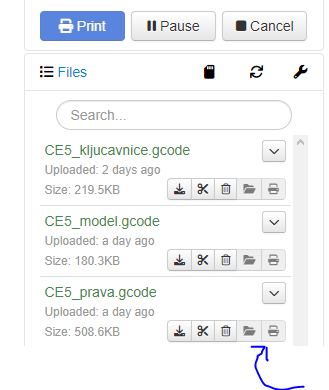 Print Pause Cancel
Files
Search...
CE5_kljucavnice.gcode
Uploaded: 2 days ago
Size: 219.5KB
CE5_model.gcode
Uploaded: a day ago
Size: 180.3KB
CE5_prava.gcode
Uploaded: a day ago
Size: 508.6KB